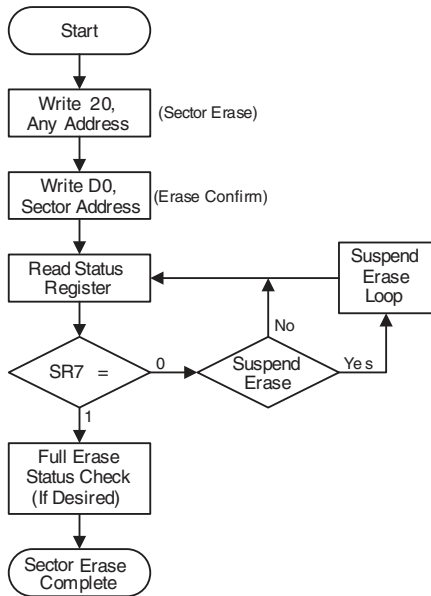 Start
Write 20,
Any Address
(Sector Erase)
Write D0,
Sector Address
(Erase Confirm)
Read Status
Register
Suspend
Erase
Loop
No
SR7 =
0
Suspend
Erase
Yes
1
Full Erase
Status Check
(If Desired)
Sector Erase
Complete